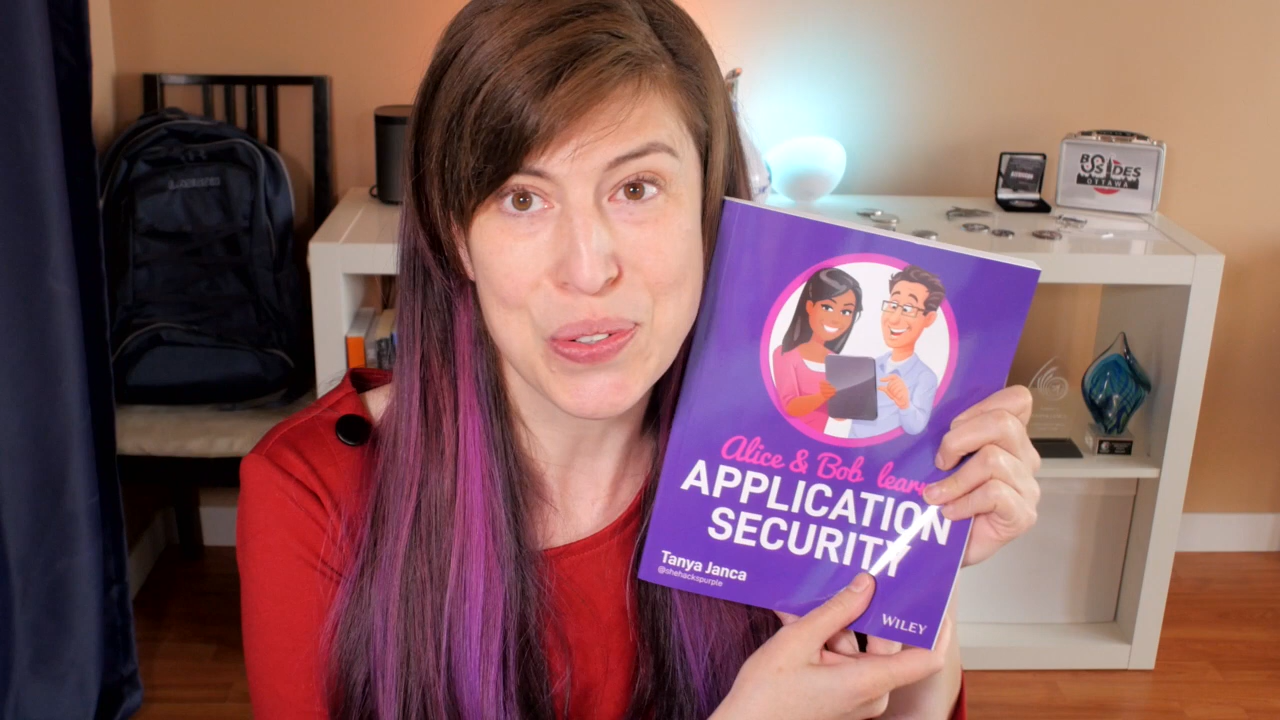 BSIDES
OTTAWA
Alice & Bob learn
APPLICATION
SECURITY
Tanya Janca
@shehackspurple
WILEY